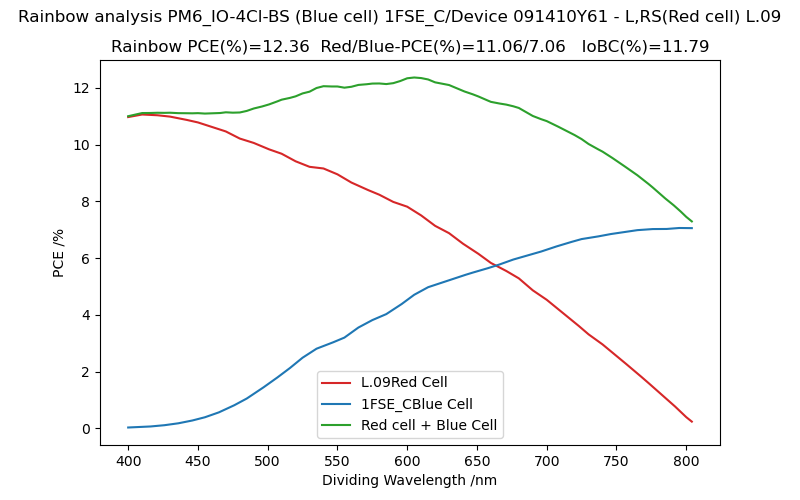 Rainbow analysis PM6_IO-4Cl-BS (Blue cell) 1FSE_C/Device 091410Y61 - L,RS(Red cell) L.09
Rainbow PCE(%)=12.36  Red/Blue-PCE(%)=11.06/7.06   IoBC(%)=11.79
PCE /%
12
10
8
6
4
2
0
L.09Red Cell
1FSE_CBlue Cell
Red cell + Blue Cell
400 450 500 550 600 650 700 750 800
Dividing Wavelength /nm